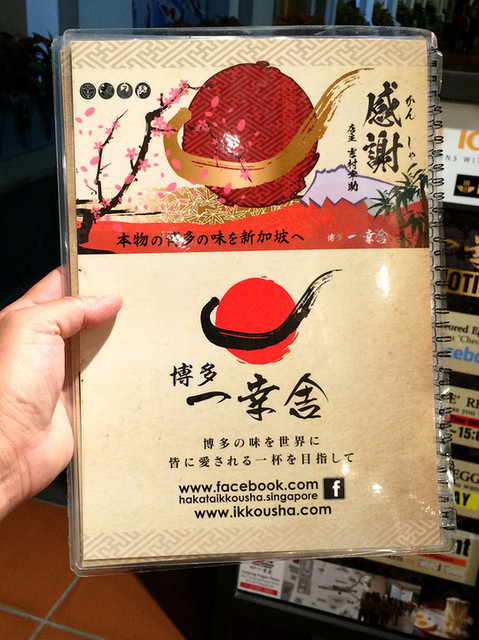 感謝
かんしゃ
店主 吉村幸助
本物の博多の味を新加坡へ
博多 一幸舎
博多
一幸舎
博多の味を世界に
皆に愛される一杯を目指して
www.facebook.com
hakataikkousha.singapore
f
www.ikkousha.com